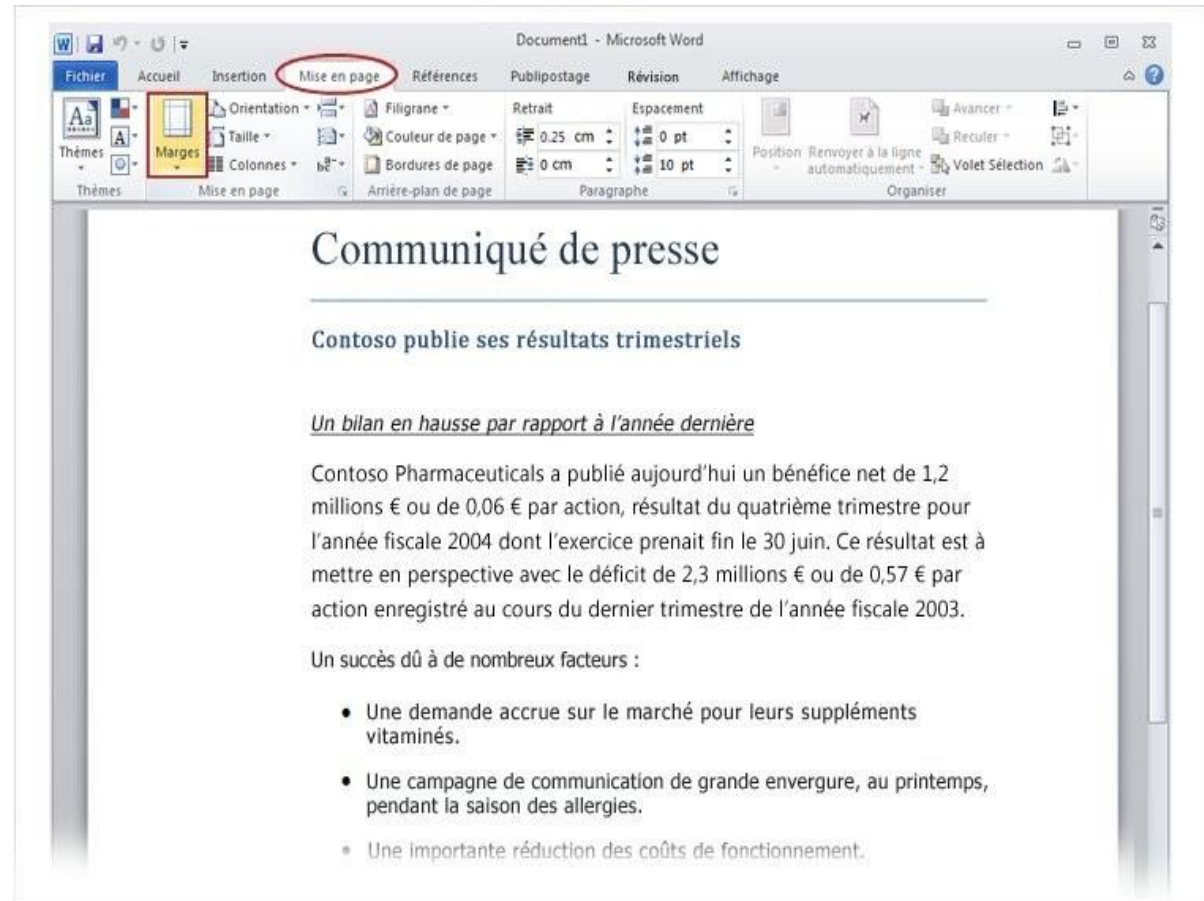 Document1 - Microsoft Word
Fichier Accueil Insertion Mise en page Références Publipostage Révision Affichage
Thèmes
Marges
Orientation
Taille
Colonnes
Filigrane
Couleur de page
Bordures de page
Retrait
0.25 cm
0 cm
Espacement
0 pt
10 pt
Position
Renvoyer à la ligne
automatiquement
Avancer
Reculer
Volet Sélection
Thèmes Mise en page Arrière-plan de page Paragraphe Organiser
Communiqué de presse
Contoso publie ses résultats trimestriels
Un bilan en hausse par rapport à l'année dernière
Contoso Pharmaceuticals a publié aujourd'hui un bénéfice net de 1,2
millions € ou de 0,06 € par action, résultat du quatrième trimestre pour
l'année fiscale 2004 dont l'exercice prenait fin le 30 juin. Ce résultat est à
mettre en perspective avec le déficit de 2,3 millions € ou de 0,57 € par
action enregistré au cours du dernier trimestre de l'année fiscale 2003.
Un succès dû à de nombreux facteurs :
• Une demande accrue sur le marché pour leurs suppléments
vitaminés.
• Une campagne de communication de grande envergure, au printemps,
pendant la saison des allergies.
• Une importante réduction des coûts de fonctionnement.